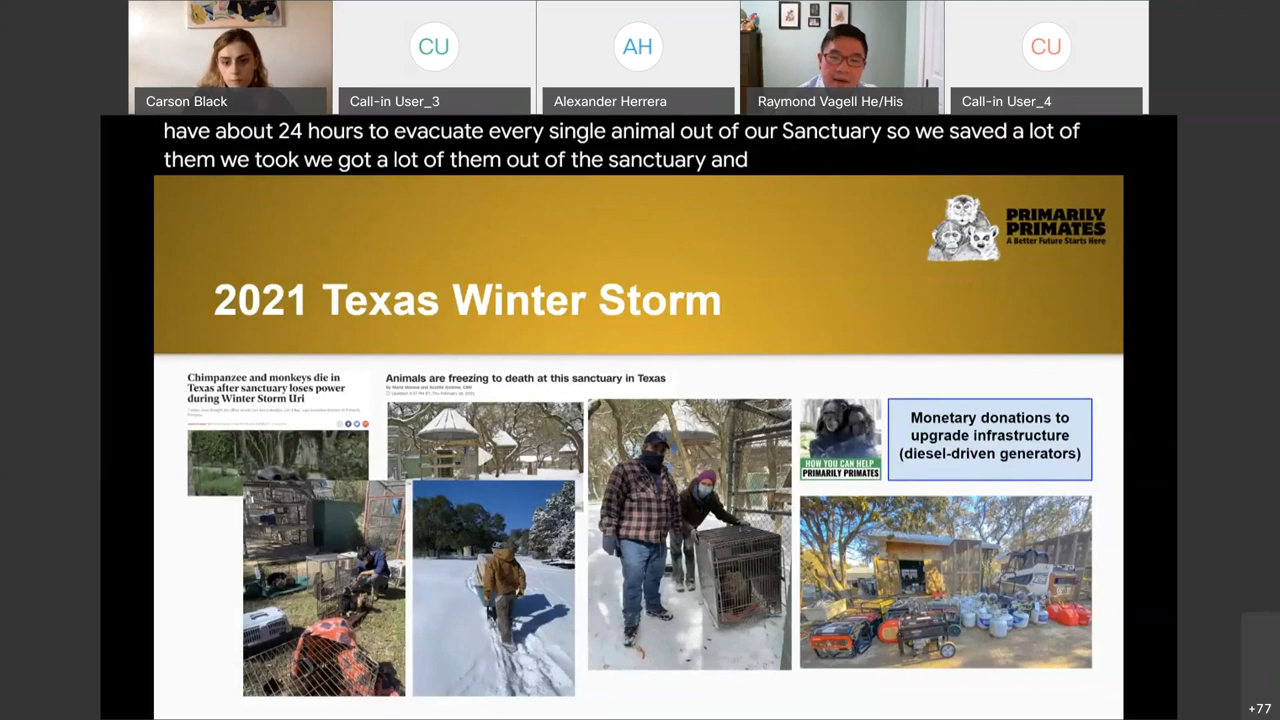 CU
AH
CU
Carson Black
Call-in User_3
Alexander Herrera
Raymond Vagell He/His
Call-in User_4
have about 24 hours to evacuate every single animal out of our Sanctuary so we saved a lot of
them we took we got a lot of them out of the sanctuary and
PRIMARILY
PRIMATES
A Better Future Starts Here
2021 Texas Winter Storm
Chimpanzee and monkeys die in
Texas after sanctuary loses power
during Winter Storm Uri
Animals are freezing to death at this sanctuary in Texas
HOW YOU CAN HELP
PRIMARILY PRIMATES
Monetary donations to
upgrade infrastructure
(diesel-driven generators)
+77